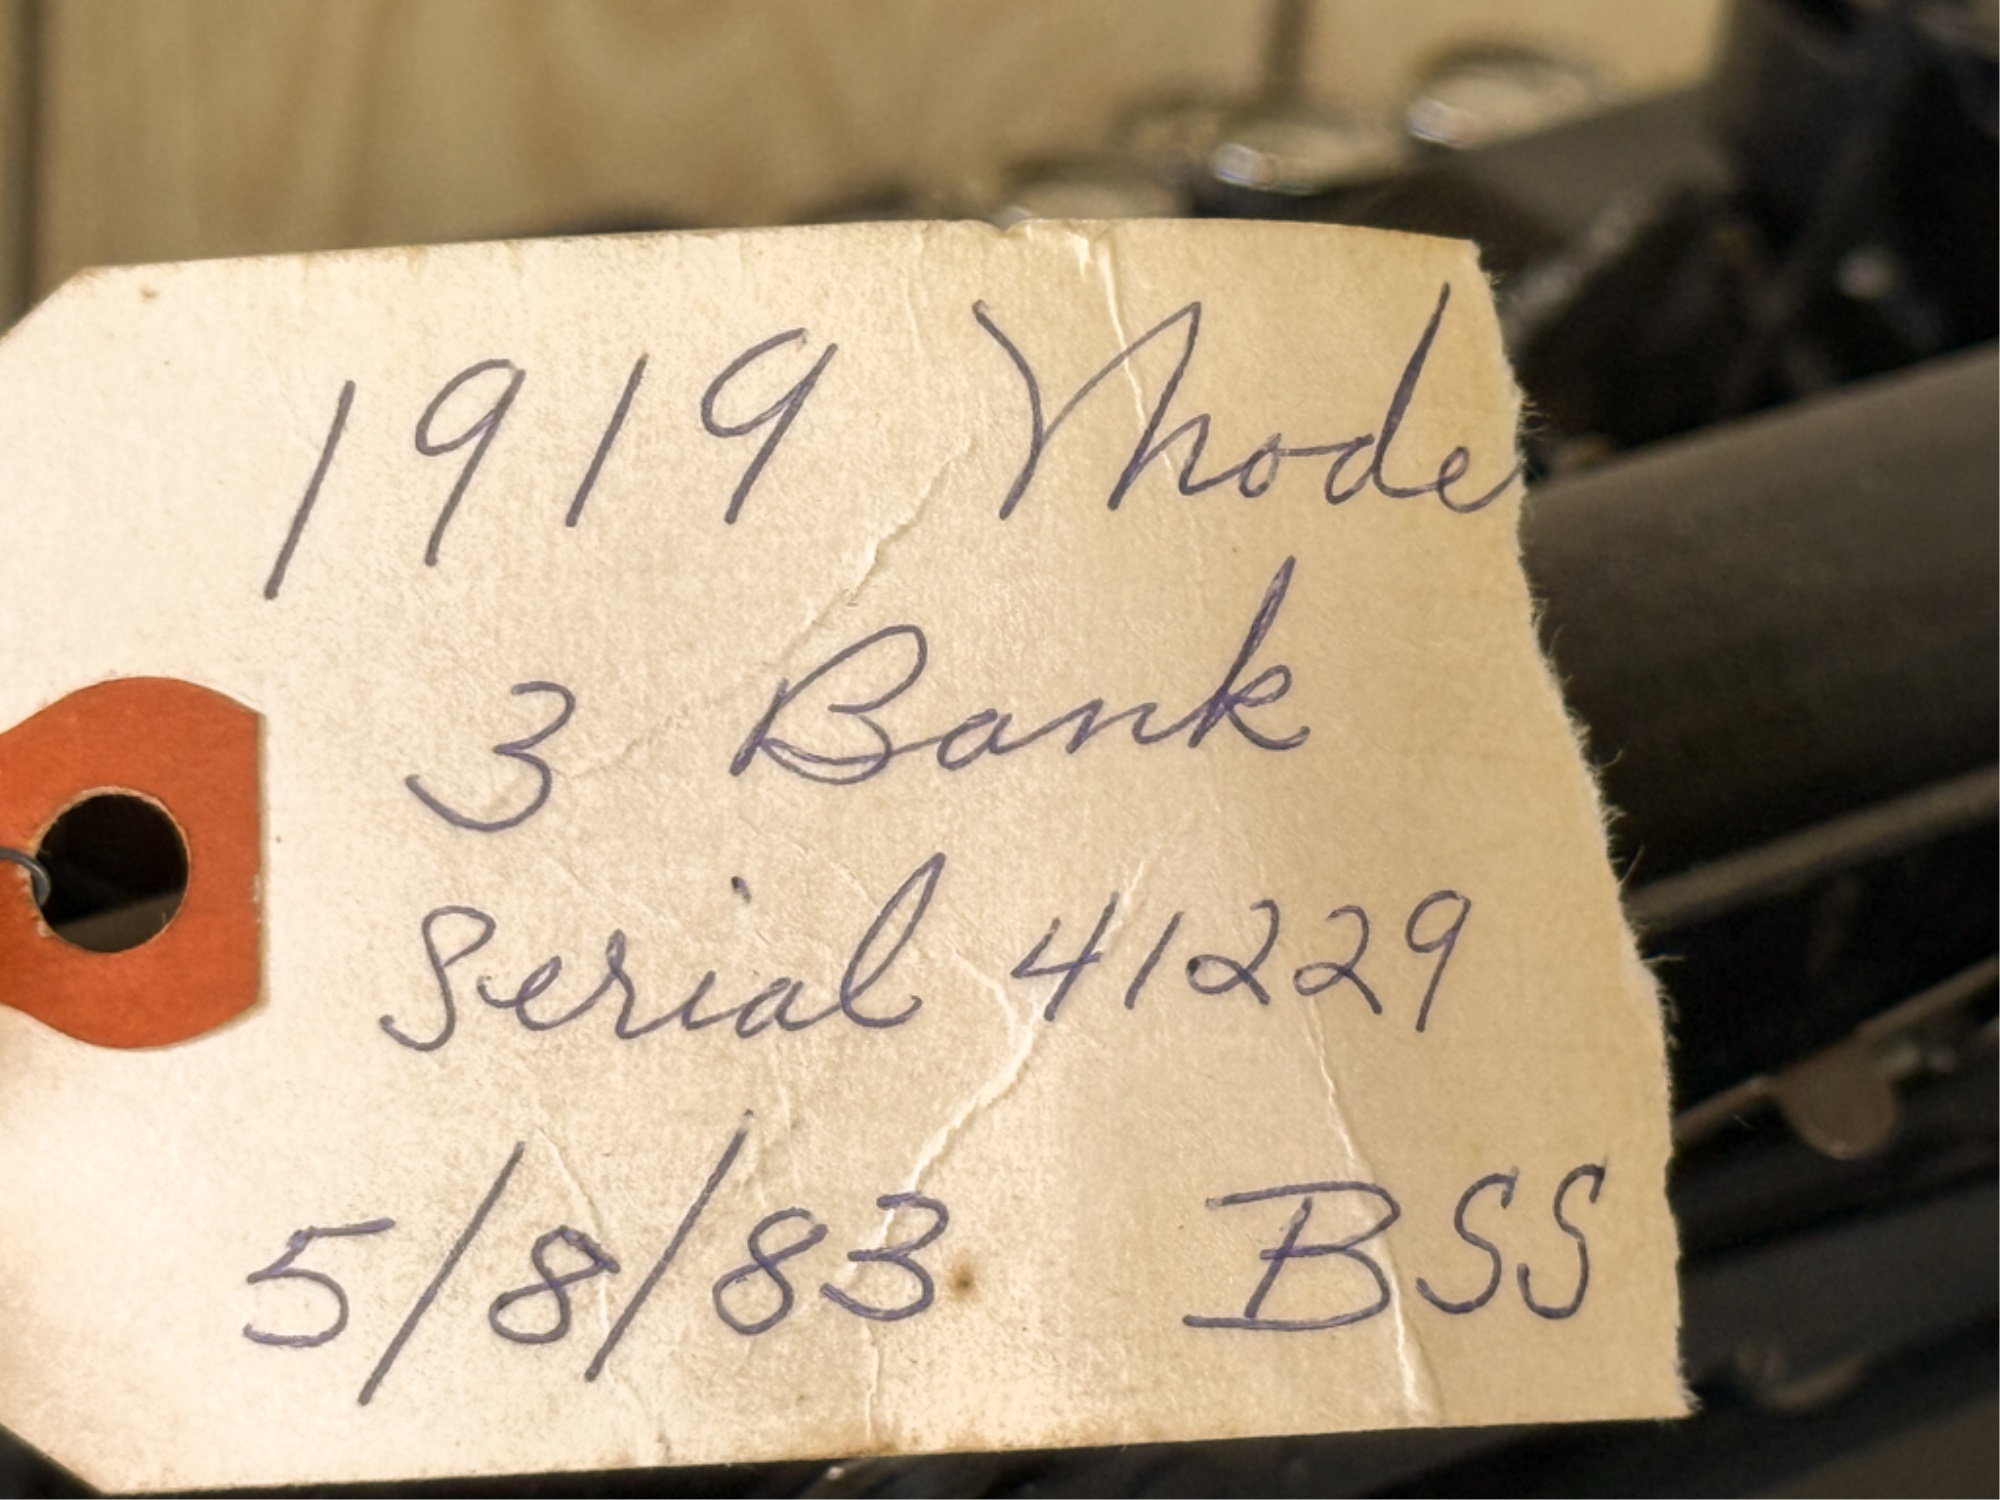 1919 Mode
3 Bank
Serial 41229
5/8/83 BSS